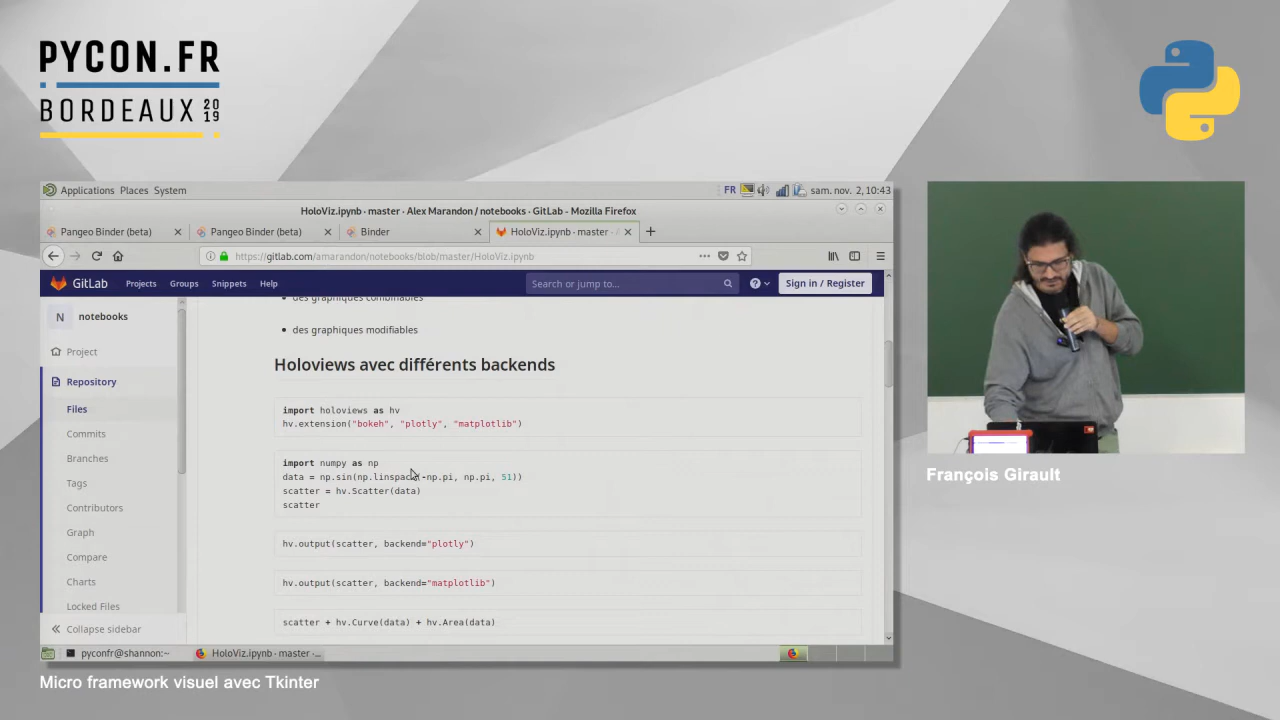 PYCON.FR
BORDEAUX 2019
Applications Places System
FR
sam. nov. 2, 10:43
HoloViz.ipynb · master · Alex Marandon / notebooks · GitLab - Mozilla Firefox
Pangeo Binder (beta)
Pangeo Binder (beta)
Binder
HoloViz.ipynb · master ·
https://gitlab.com/amarandon/notebooks/blob/master/HoloViz.ipynb
GitLab
Projects
Groups
Snippets
Help
Search or jump to...
Sign in / Register
N notebooks
Project
Repository
Files
Commits
Branches
Tags
Contributors
Graph
Compare
Charts
Locked Files
Collapse sidebar
des graphiques combinables
des graphiques modifiables
Holoviews avec différents backends
import holoviews as hv
hv.extension("bokeh", "plotly", "matplotlib")
import numpy as np
data = np.sin(np.linspace(-np.pi, np.pi, 51))
scatter = hv.Scatter(data)
scatter
hv.output(scatter, backend="plotly")
hv.output(scatter, backend="matplotlib")
scatter + hv.Curve(data) + hv.Area(data)
pyconfr@shannon:~
HoloViz.ipynb · master ·...
François Girault
Micro framework visuel avec Tkinter